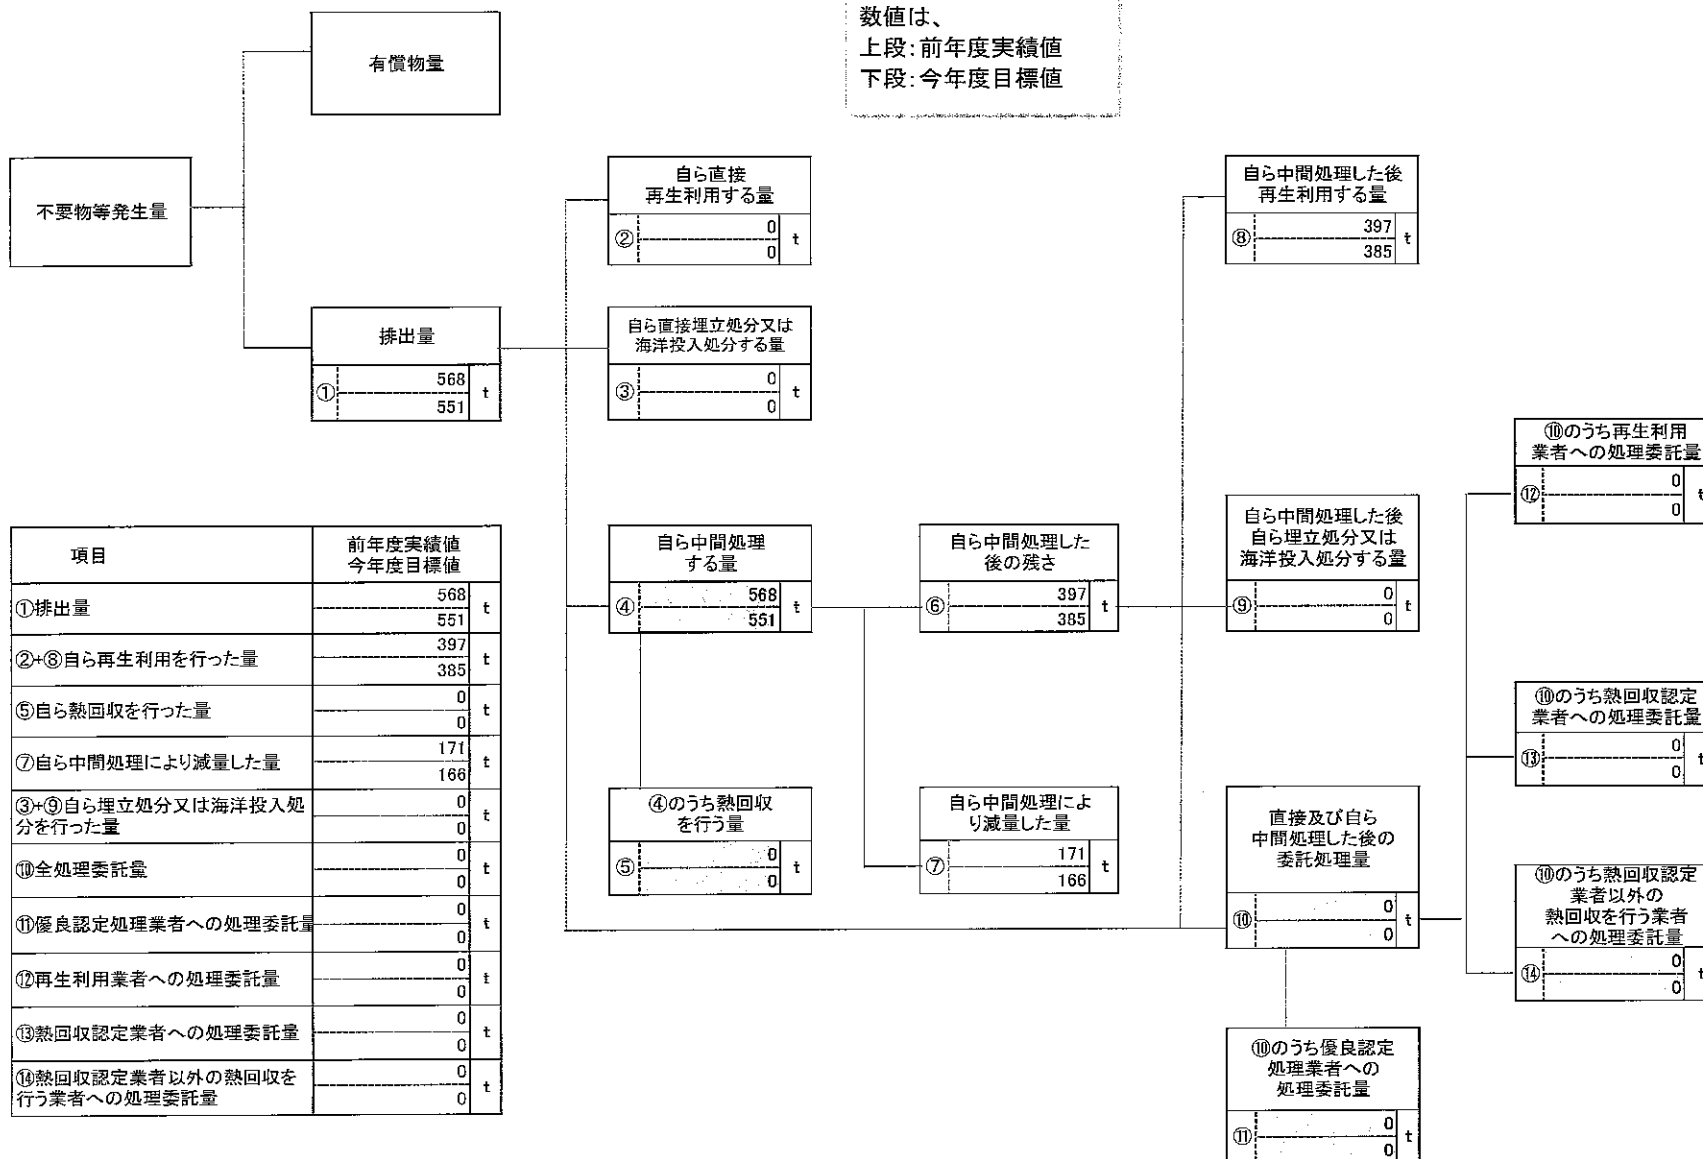 数値は、
上段:前年度実績値
下段:今年度目標値
有償物量
不要物等発生量
排出量
①
568
551
t
自ら直接
再生利用する量
②
0
0
t
自ら直接埋立処分又は
海洋投入処分する量
③
0
0
t
自ら中間処理した後
再生利用する量
⑧
397
385
t
自ら中間処理
する量
④
568
551
t
自ら中間処理した
後の残さ
⑥
397
385
t
自ら中間処理した後
自ら埋立処分又は
海洋投入処分する量
⑨
0
0
t
⑩のうち再生利用
業者への処理委託量
⑫
0
0
t
⑩のうち熱回収認定
業者への処理委託量
⑬
0
0
t
④のうち熱回収
を行う量
⑤
0
0
t
自ら中間処理によ
り減量した量
⑦
171
166
t
直接及び自ら
中間処理した後の
委託処理量
⑩
0
0
t
⑩のうち熱回収認定
業者以外の
熱回収を行う業者
への処理委託量
⑭
0
0
t
⑩のうち優良認定
処理業者への
処理委託量
⑪
0
0
t
項目
前年度実績値
今年度目標値
①排出量
568
551
t
②+⑧自ら再生利用を行った量
397
385
t
⑤自ら熱回収を行った量
0
0
t
⑦自ら中間処理により減量した量
171
166
t
③+⑨自ら埋立処分又は海洋投入処
分を行った量
0
0
t
⑩全処理委託量
0
0
t
⑪優良認定処理業者への処理委託量
0
0
t
⑫再生利用業者への処理委託量
0
0
t
⑬熱回収認定業者への処理委託量
0
0
t
⑭熱回収認定業者以外の熱回収を
行う業者への処理委託量
0
0
t